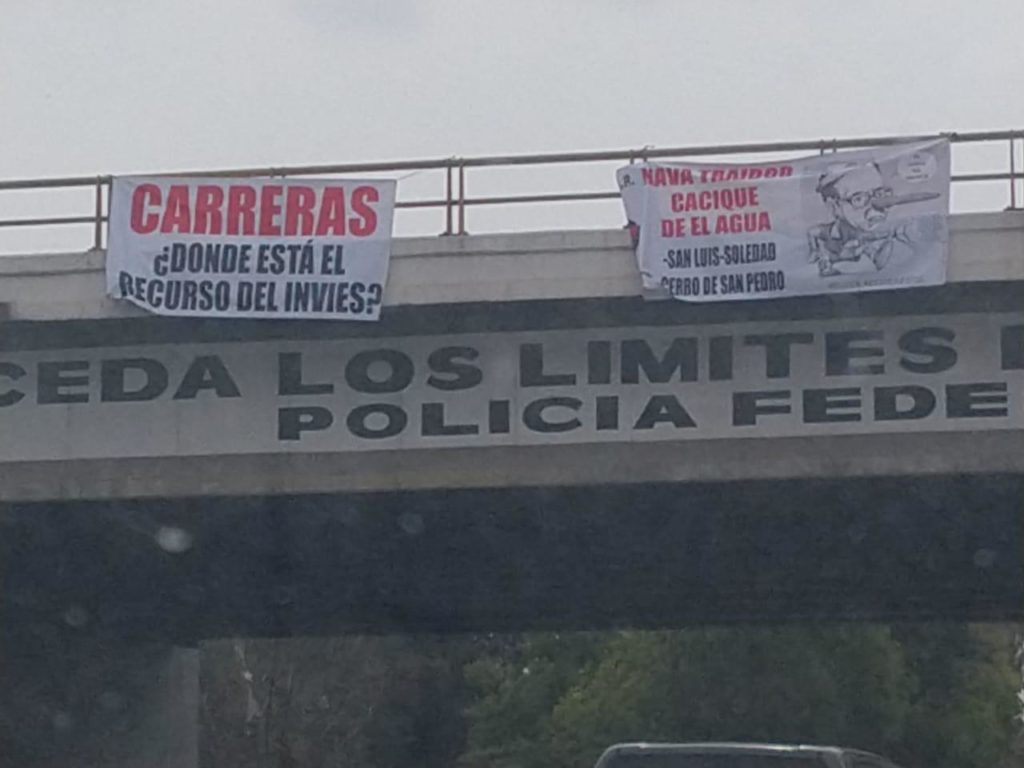 CARRERAS
¿DONDE ESTÁ EL
RECURSO DEL INVIES?
NAVA TRAIDOR
CACIQUE
DE EL AGUA
-SAN LUIS-SOLEDAD
CERRO DE SAN PEDRO
CEDA LOS LIMITES
POLICIA FEDE